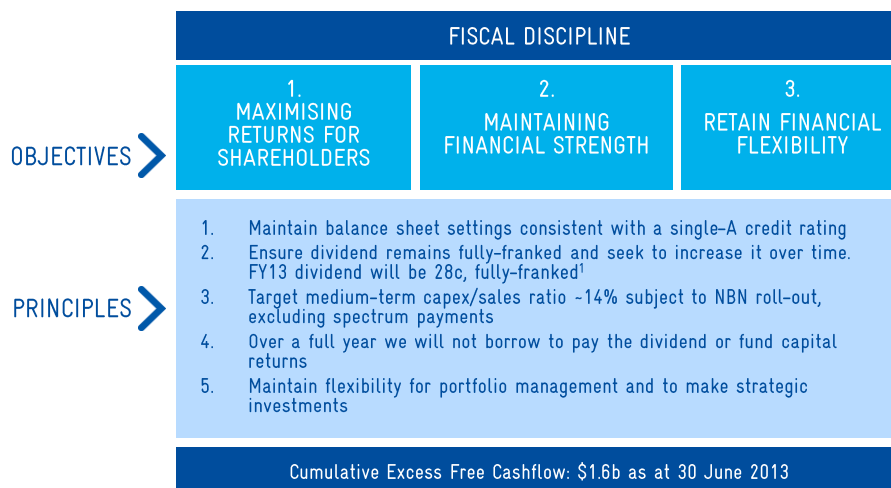 FISCAL DISCIPLINE
OBJECTIVES
1.
MAXIMISING
RETURNS FOR
SHAREHOLDERS
2.
MAINTAINING
FINANCIAL STRENGTH
3.
RETAIN FINANCIAL
FLEXIBILITY
PRINCIPLES
1. Maintain balance sheet settings consistent with a single-A credit rating
2. Ensure dividend remains fully-franked and seek to increase it over time.
FY13 dividend will be 28c, fully-franked¹
3. Target medium-term capex/sales ratio ~14% subject to NBN roll-out,
excluding spectrum payments
4. Over a full year we will not borrow to pay the dividend or fund capital
returns
5. Maintain flexibility for portfolio management and to make strategic
investments
Cumulative Excess Free Cashflow: $1.6b as at 30 June 2013